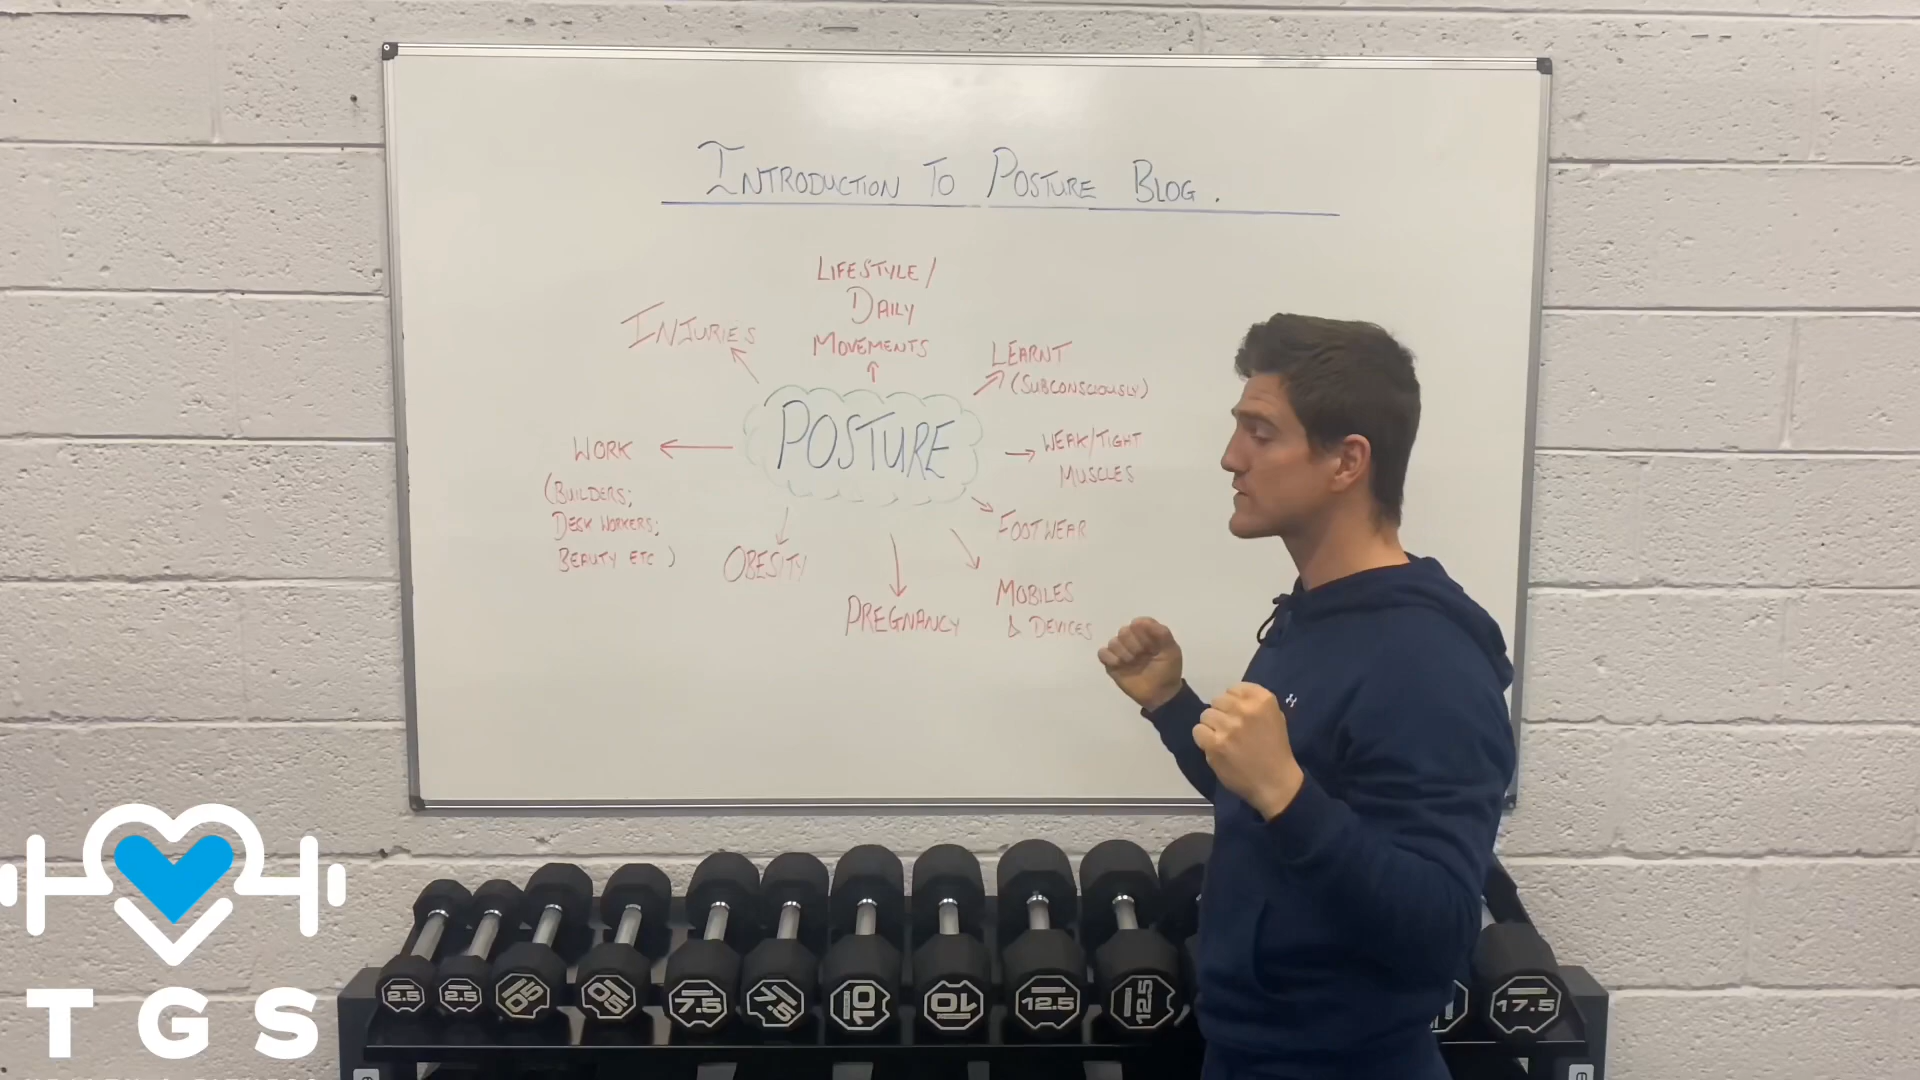 INTRODUCTION TO POSTURE BLOG.
LIFESTYLE/
DAILY
MOVEMENTS
INJURIES
LEARNT
(SUBCONSCIOUSLY)
POSTURE
WORK
(BUILDERS;
DESK WORKERS;
BEAUTY ETC)
WEAK/TIGHT
MUSCLES
FOOTWEAR
OBESITY
PREGNANCY
MOBILES
& DEVICES
TGS
2.5
2.5
05
05
7.5
7.5
10
10
12.5
12.5
17.5